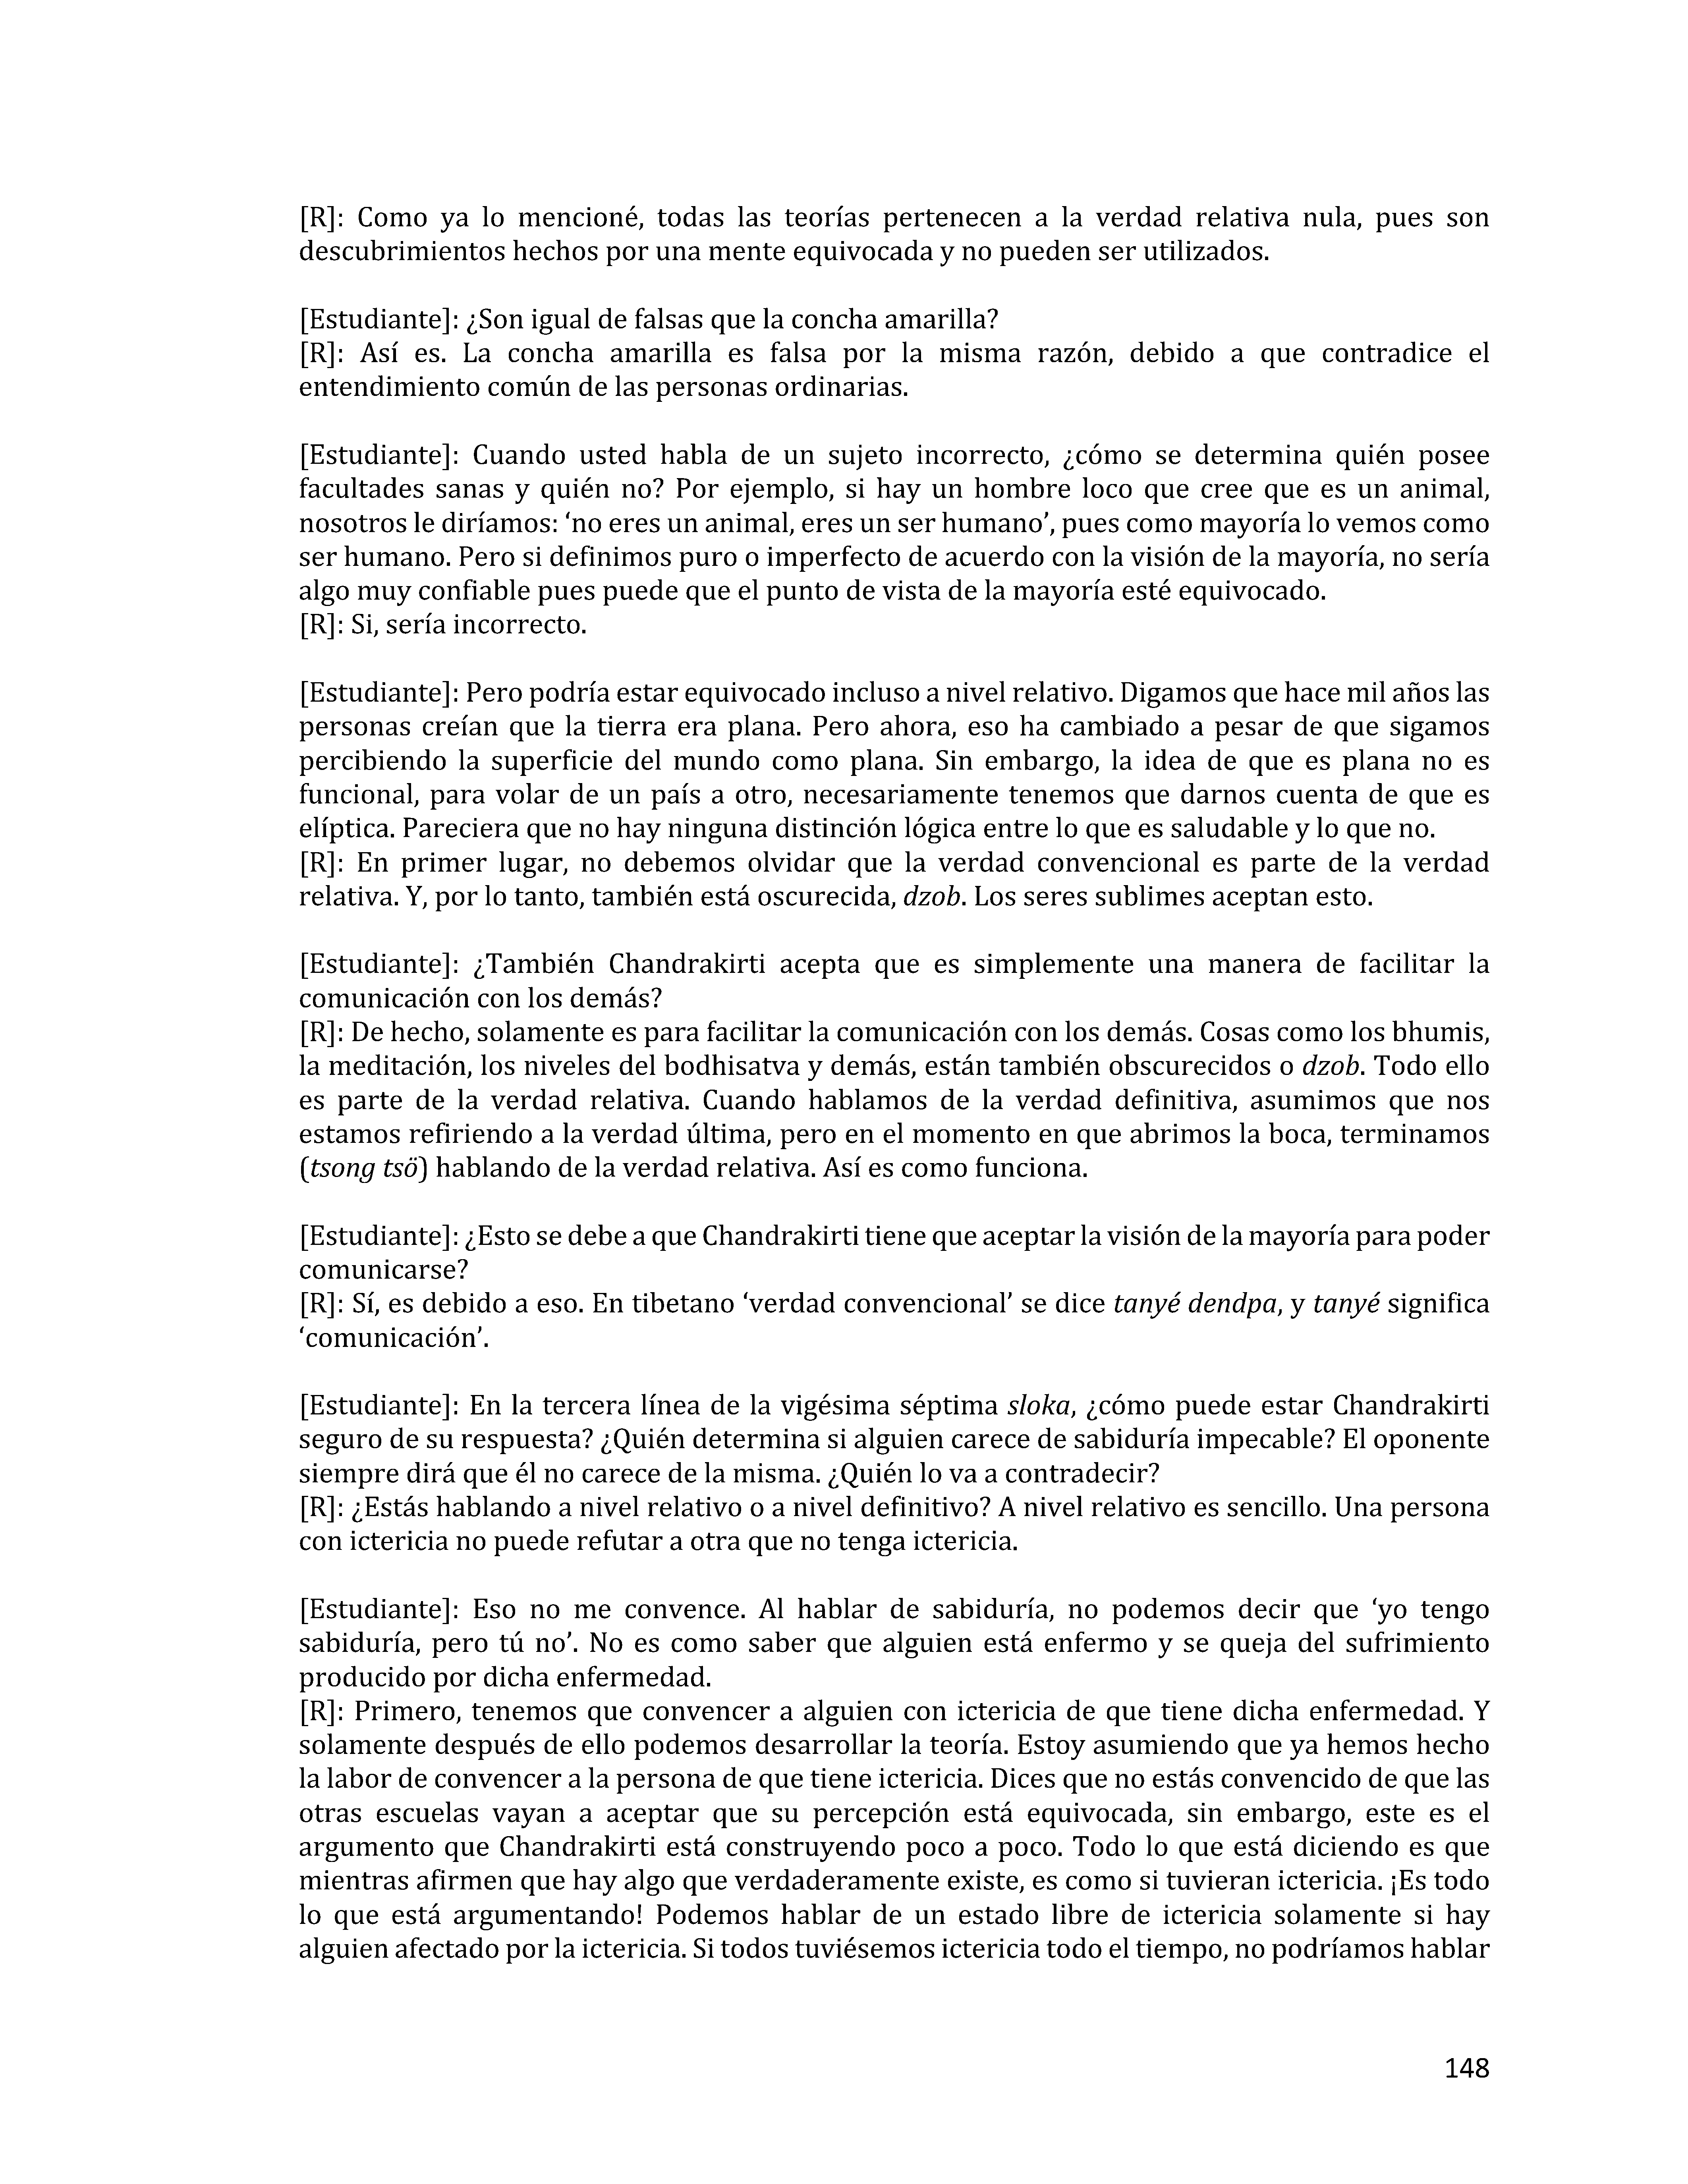 [R]: Como ya lo mencioné, todas las teorías pertenecen a la verdad relativa nula, pues son
descubrimientos hechos por una mente equivocada y no pueden ser utilizados.
[Estudiante]: ¿Son igual de falsas que la concha amarilla?
[R]: Así es. La concha amarilla es falsa por la misma razón, debido a que contradice el
entendimiento común de las personas ordinarias.
[Estudiante]: Cuando usted habla de un sujeto incorrecto, ¿cómo se determina quién posee
facultades sanas y quién no? Por ejemplo, si hay un hombre loco que cree que es un animal,
nosotros le diríamos: ‘no eres un animal, eres un ser humano’, pues como mayoría lo vemos como
ser humano. Pero si definimos puro o imperfecto de acuerdo con la visión de la mayoría, no sería
algo muy confiable pues puede que el punto de vista de la mayoría esté equivocado.
[R]: Si, sería incorrecto.
[Estudiante]: Pero podría estar equivocado incluso a nivel relativo. Digamos que hace mil años las
personas creían que la tierra era plana. Pero ahora, eso ha cambiado a pesar de que sigamos
percibiendo la superficie del mundo como plana. Sin embargo, la idea de que es plana no es
funcional, para volar de un país a otro, necesariamente tenemos que darnos cuenta de que es
elíptica. Pareciera que no hay ninguna distinción lógica entre lo que es saludable y lo que no.
[R]: En primer lugar, no debemos olvidar que la verdad convencional es parte de la verdad
relativa. Y, por lo tanto, también está oscurecida, dzob. Los seres sublimes aceptan esto.
[Estudiante]: ¿También Chandrakirti acepta que es simplemente una manera de facilitar la
comunicación con los demás?
[R]: De hecho, solamente es para facilitar la comunicación con los demás. Cosas como los bhumis,
la meditación, los niveles del bodhisatva y demás, están también obscurecidos o dzob. Todo ello
es parte de la verdad relativa. Cuando hablamos de la verdad definitiva, asumimos que nos
estamos refiriendo a la verdad última, pero en el momento en que abrimos la boca, terminamos
(tsong tsö) hablando de la verdad relativa. Así es como funciona.
[Estudiante]: ¿Esto se debe a que Chandrakirti tiene que aceptar la visión de la mayoría para poder
comunicarse?
[R]: Sí, es debido a eso. En tibetano ‘verdad convencional’ se dice tanyé dendpa, y tanyé significa
‘comunicación’.
[Estudiante]: En la tercera línea de la vigésima séptima sloka, ¿cómo puede estar Chandrakirti
seguro de su respuesta? ¿Quién determina si alguien carece de sabiduría impecable? El oponente
siempre dirá que él no carece de la misma. ¿Quién lo va a contradecir?
[R]: ¿Estás hablando a nivel relativo o a nivel definitivo? A nivel relativo es sencillo. Una persona
con ictericia no puede refutar a otra que no tenga ictericia.
[Estudiante]: Eso no me convence. Al hablar de sabiduría, no podemos decir que ‘yo tengo
sabiduría, pero tú no’. No es como saber que alguien está enfermo y se queja del sufrimiento
producido por dicha enfermedad.
[R]: Primero, tenemos que convencer a alguien con ictericia de que tiene dicha enfermedad. Y
solamente después de ello podemos desarrollar la teoría. Estoy asumiendo que ya hemos hecho
la labor de convencer a la persona de que tiene ictericia. Dices que no estás convencido de que las
otras escuelas vayan a aceptar que su percepción está equivocada, sin embargo, este es el
argumento que Chandrakirti está construyendo poco a poco. Todo lo que está diciendo es que
mientras afirmen que hay algo que verdaderamente existe, es como si tuvieran ictericia. ¡Es todo
lo que está argumentando! Podemos hablar de un estado libre de ictericia solamente si hay
alguien afectado por la ictericia. Si todos tuviésemos ictericia todo el tiempo, no podríamos hablar
148